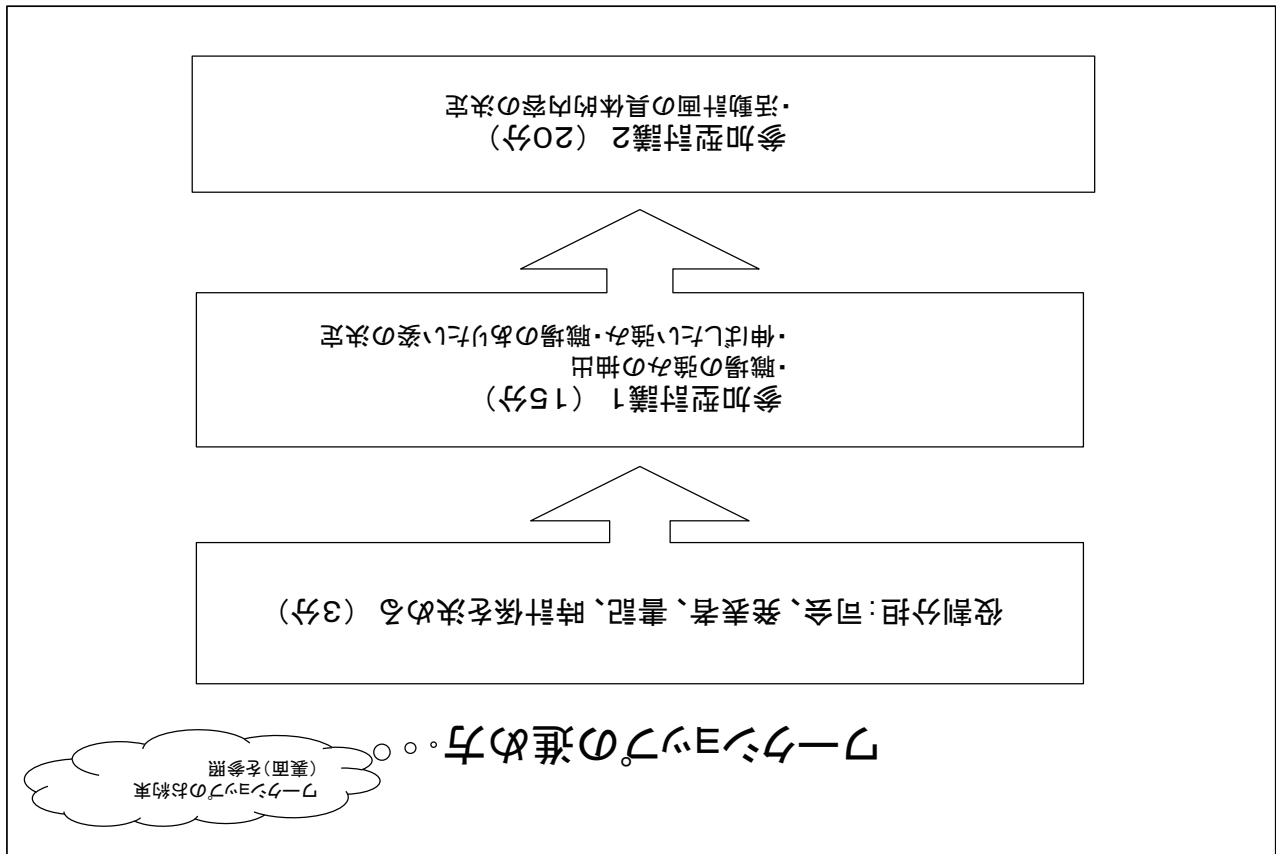 ワークショップの進め方
ワークショップのお約束
(裏面)を参照
役割分担:司会、発表者、書記、時計係を決める (3分)
参加型討議1 (15分)
・職場の強みの抽出
・伸ばしたい強み・職場のありたい姿の決定
参加型討議2 (20分)
・活動計画の具体的内容の決定